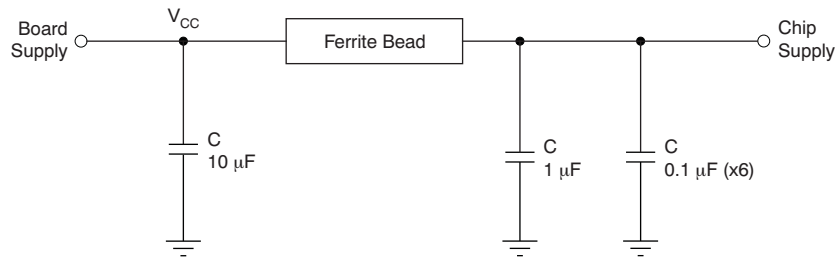 Board
Supply
V_CC
Ferrite Bead
Chip
Supply
C
10 μF
C
1 μF
C
0.1 μF (x6)